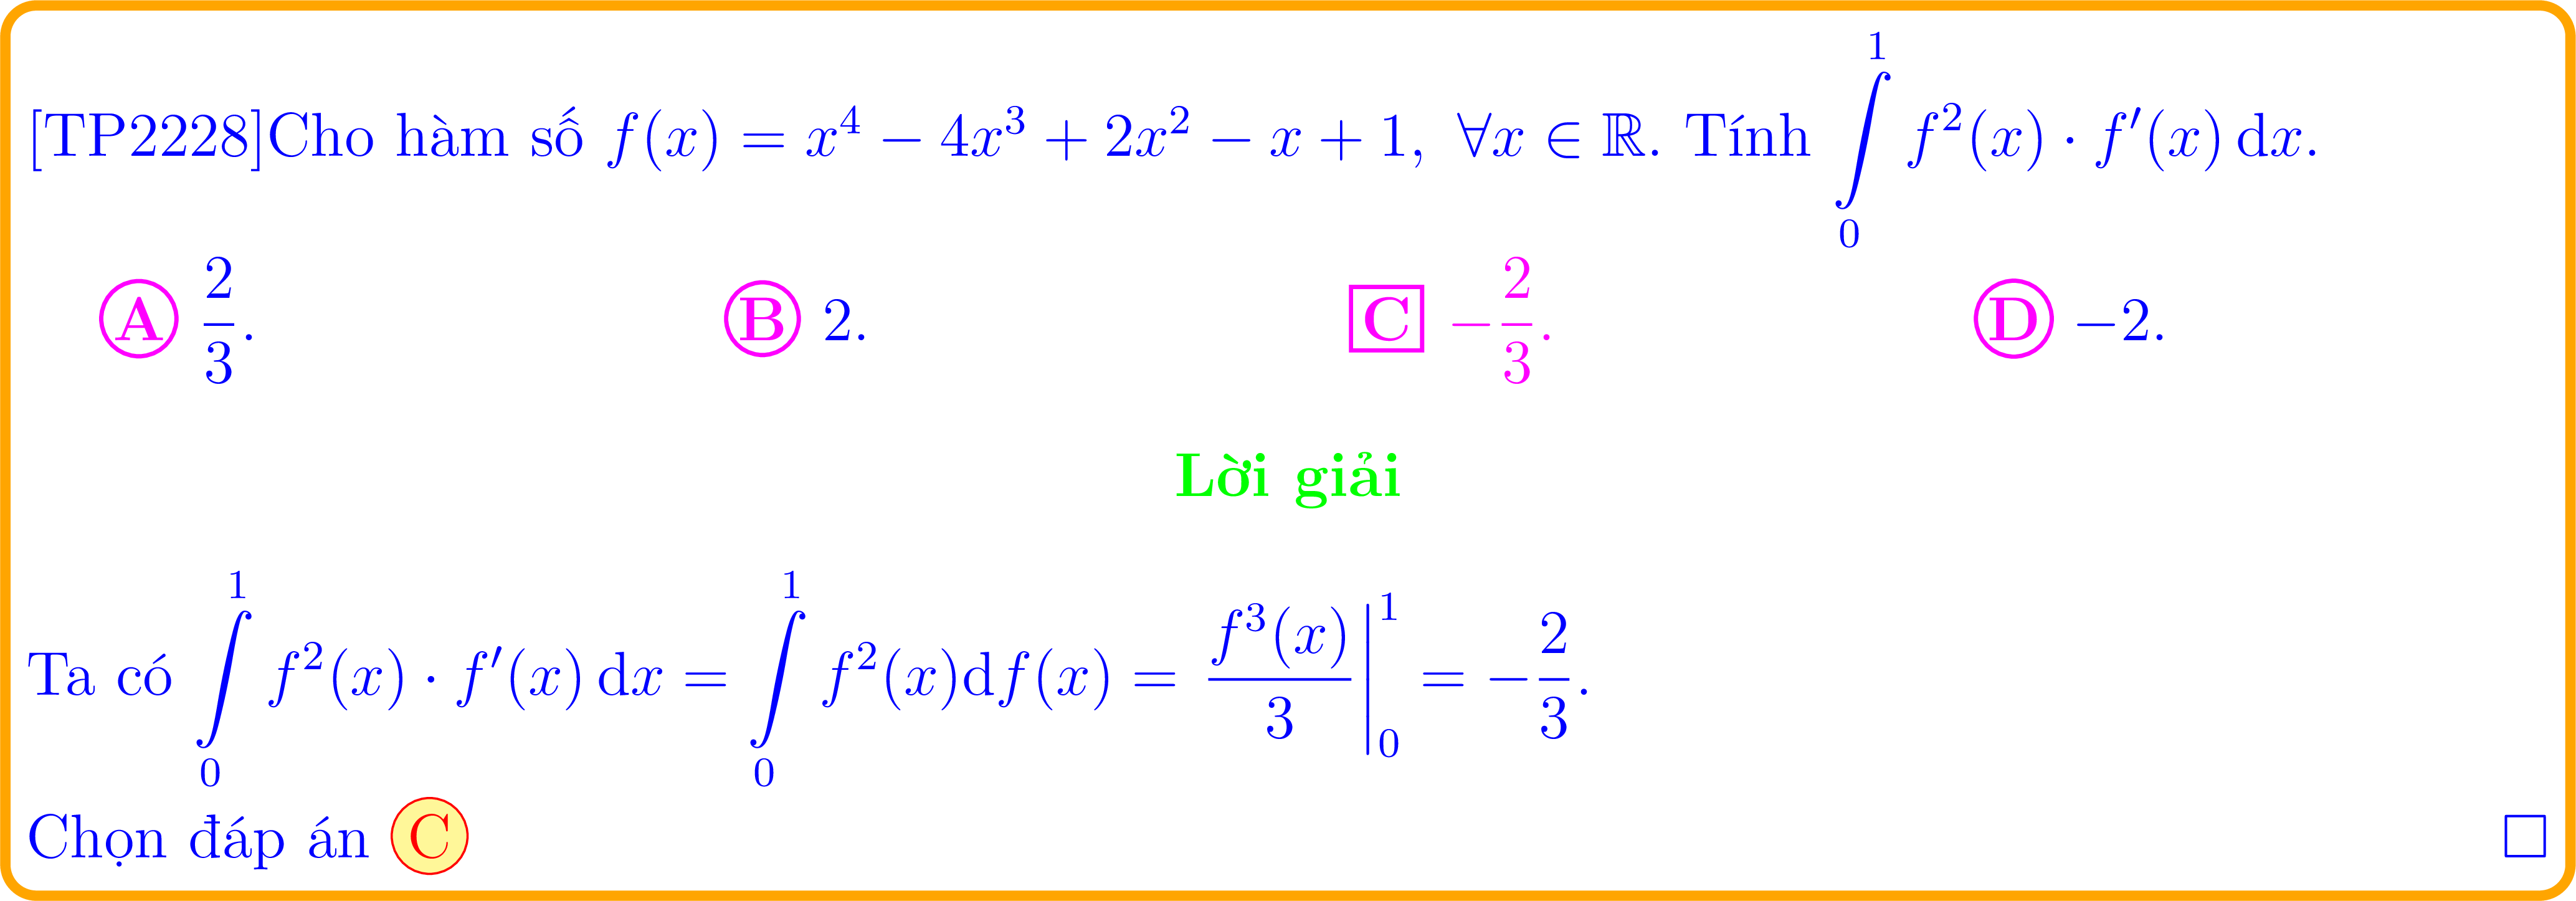 [TP2228]Cho hàm số $f(x) = x^4 - 4x^3 + 2x^2 - x + 1, \ \forall x \in \mathbb{R}$. Tính $\int\limits_0^1 f^2(x) \cdot f'(x) \, \mathrm{d}x$.
A $\frac{2}{3}$. B 2. C $-\frac{2}{3}$. D −2.
Lời giải
Ta có $\int\limits_0^1 f^2(x) \cdot f'(x) \, \mathrm{d}x = \int\limits_0^1 f^2(x)\mathrm{d}f(x) = \left.\frac{f^3(x)}{3}\right|_0^1 = -\frac{2}{3}$.
Chọn đáp án C □